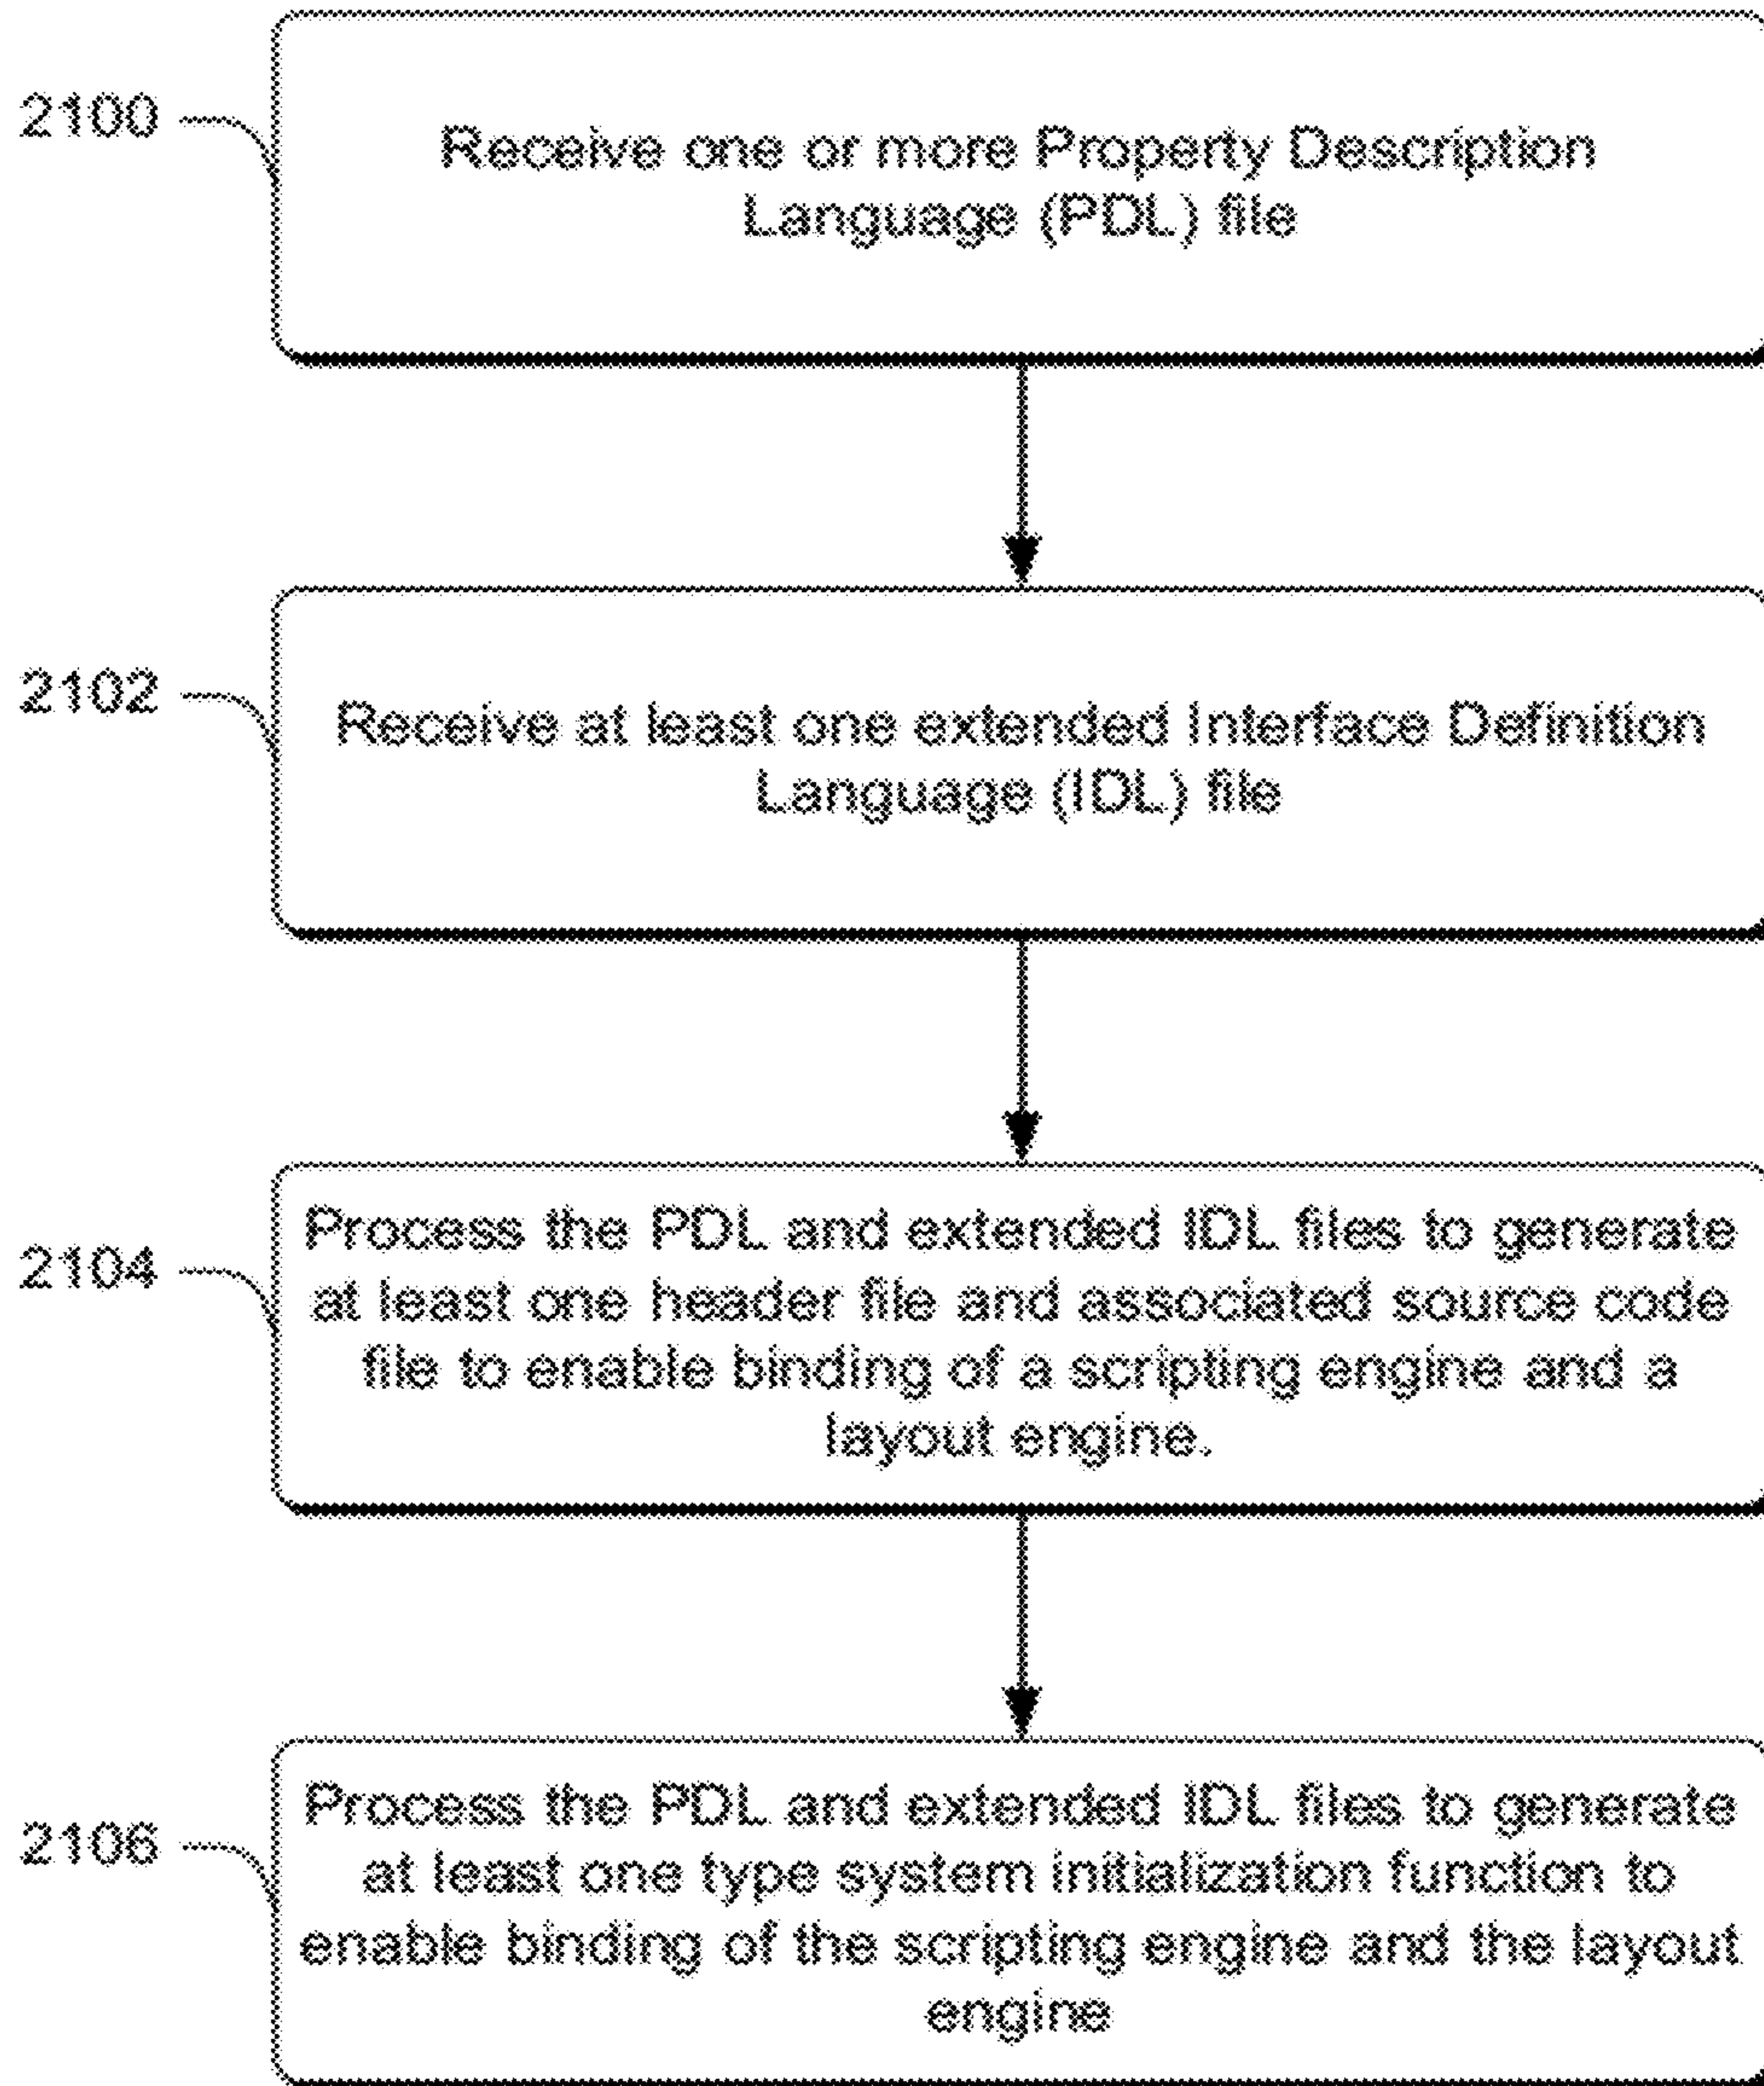 2100
Receive one or more Property Description
Language (PDL) file
2102
Receive at least one extended Interface Definition
Language (IDL) file
2104
Process the PDL and extended IDL files to generate
at least one header file and associated source code
file to enable binding of a scripting engine and a
layout engine.
2106
Process the PDL and extended IDL files to generate
at least one type system initialization function to
enable binding of the scripting engine and the layout
engine